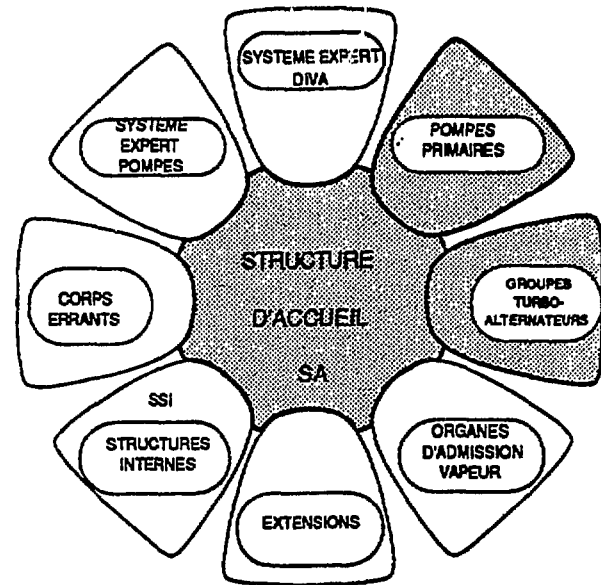 SYSTEME EXPERT
DIVA
SYSTEME
EXPERT
POMPES
POMPES
PRIMAIRES
STRUCTURE
D'ACCUEIL
SA
CORPS
ERRANTS
GROUPES
TURBO-
ALTERNATEURS
SSI
STRUCTURES
INTERNES
ORGANES
D'ADMISSION
VAPEUR
EXTENSIONS